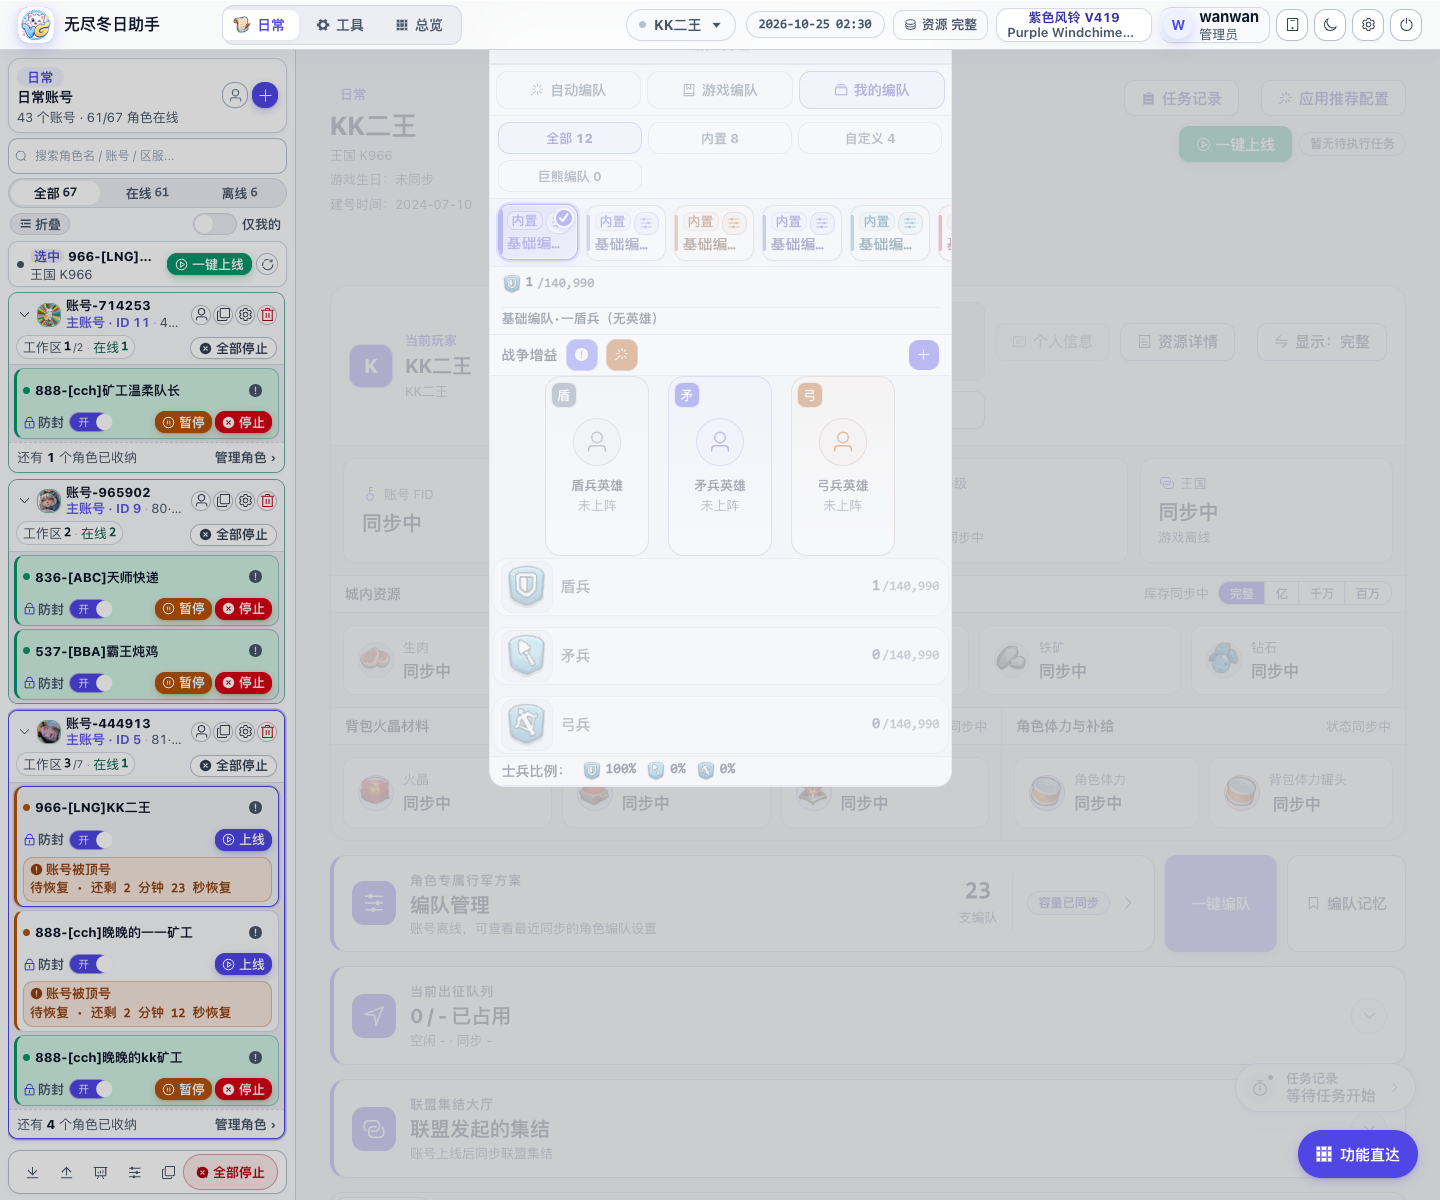 无尽冬日助手
日常
工具
总览
KK二王
2026-10-25 02:30
资源 完整
紫色风铃 V419
Purple Windchime...
W
wanwan
管理员
日常
日常账号
43 个账号 · 61/67 角色在线
搜索角色名 / 账号 / 区服...
全部 67
在线 61
离线 6
折叠
仅我的
选中 966-[LNG]...
王国 K966
一键上线
账号-714253
主账号 · ID 11 · 4...
工作区 1/2 · 在线 1
全部停止
888-[cch]矿工温柔队长
防封
开
暂停
停止
还有 1 个角色已收纳
管理角色 ›
账号-965902
主账号 · ID 9 · 80·...
工作区 2 · 在线 2
全部停止
836-[ABC]天师快递
防封
开
暂停
停止
537-[BBA]霸王炖鸡
防封
开
暂停
停止
账号-444913
主账号 · ID 5 · 81·...
工作区 3/7 · 在线 1
全部停止
966-[LNG]KK二王
防封
开
上线
账号被顶号
待恢复 · 还剩 2 分钟 23 秒恢复
888-[cch]晚晚的一一矿工
防封
开
上线
账号被顶号
待恢复 · 还剩 2 分钟 12 秒恢复
888-[cch]晚晚的kk矿工
防封
开
暂停
停止
还有 4 个角色已收纳
管理角色 ›
全部停止
日常
KK二王
王国 K966
游戏生日：未同步
建号时间：2024-07-10
任务记录
应用推荐配置
一键上线
暂无待执行任务
K
当前玩家
KK二王
KK二王
个人信息
资源详情
显示：完整
账号 FID
同步中
级
同步中
王国
同步中
游戏离线
城内资源
库存同步中
完整
亿
千万
百万
生肉
同步中
铁矿
同步中
钻石
同步中
背包火晶材料
同步中
角色体力与补给
状态同步中
火晶
同步中
同步中
同步中
角色体力
同步中
背包体力罐头
同步中
角色专属行军方案
编队管理
账号离线，可查看最近同步的角色编队设置
23
支编队
容量已同步
一键编队
编队记忆
当前出征队列
0 / - 已占用
空闲 - · 同步 -
联盟集结大厅
联盟发起的集结
账号上线后同步联盟集结
任务记录
等待任务开始
功能直达
自动编队
游戏编队
我的编队
全部 12
内置 8
自定义 4
巨熊编队 0
内置
基础编...
内置
基础编...
内置
基础编...
内置
基础编...
内置
基础编...
1 /140,990
基础编队·一盾兵（无英雄）
战争增益
盾
盾兵英雄
未上阵
矛
矛兵英雄
未上阵
弓
弓兵英雄
未上阵
盾兵
1/140,990
矛兵
0/140,990
弓兵
0/140,990
士兵比例：
100%
0%
0%